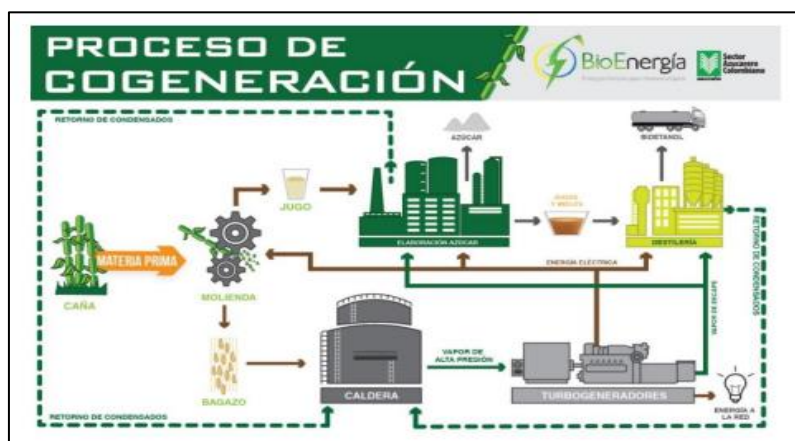 PROCESO DE
COGENERACIÓN
BioEnergía
Sector
Azucarero
Colombiano
RETORNO DE CONDENSADOS
AZÚCAR
BIOETANOL
JUGO
JUGOS
Y MIELES
ELABORACIÓN AZÚCAR
DESTILERÍA
RETORNO DE CONDENSADOS
MATERIA PRIMA
CAÑA
MOLIENDA
ENERGÍA ELÉCTRICA
VAPOR DE ESCAPE
VAPOR DE
ALTA PRESIÓN
BAGAZO
CALDERA
TURBOGENERADORES
ENERGÍA A
LA RED
RETORNO DE CONDENSADOS